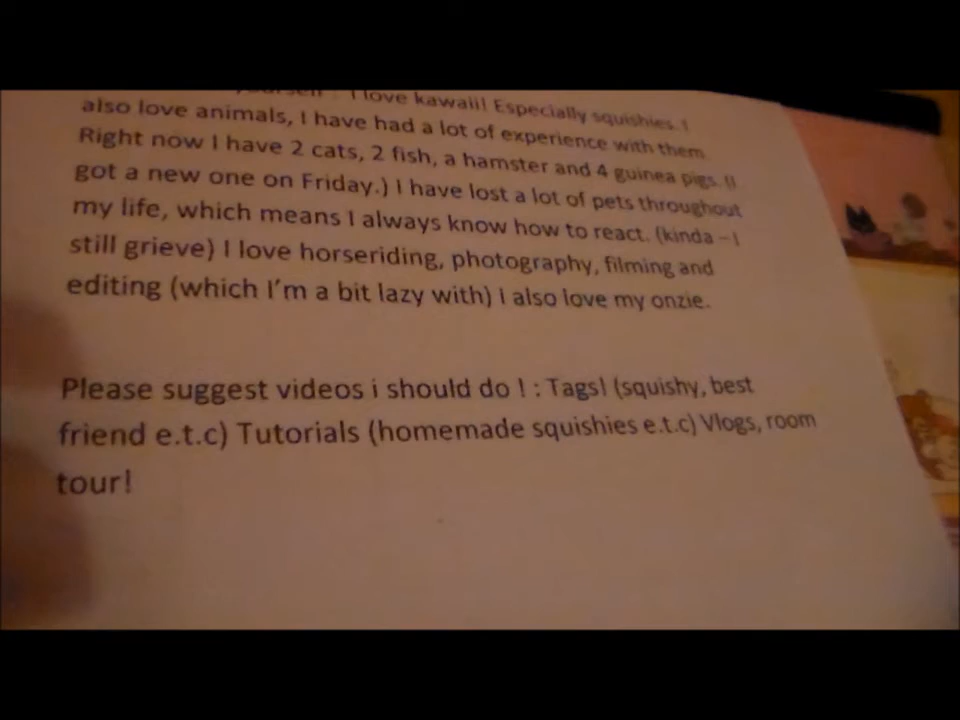 yourself : I love kawaii! Especially squishies. I
also love animals, I have had a lot of experience with them.
Right now I have 2 cats, 2 fish, a hamster and 4 guinea pigs. (I
got a new one on Friday.) I have lost a lot of pets throughout
my life, which means I always know how to react. (kinda – I
still grieve) I love horseriding, photography, filming and
editing (which I'm a bit lazy with) I also love my onzie.
Please suggest videos i should do ! : Tags! (squishy, best
friend e.t.c) Tutorials (homemade squishies e.t.c) Vlogs, room
tour!